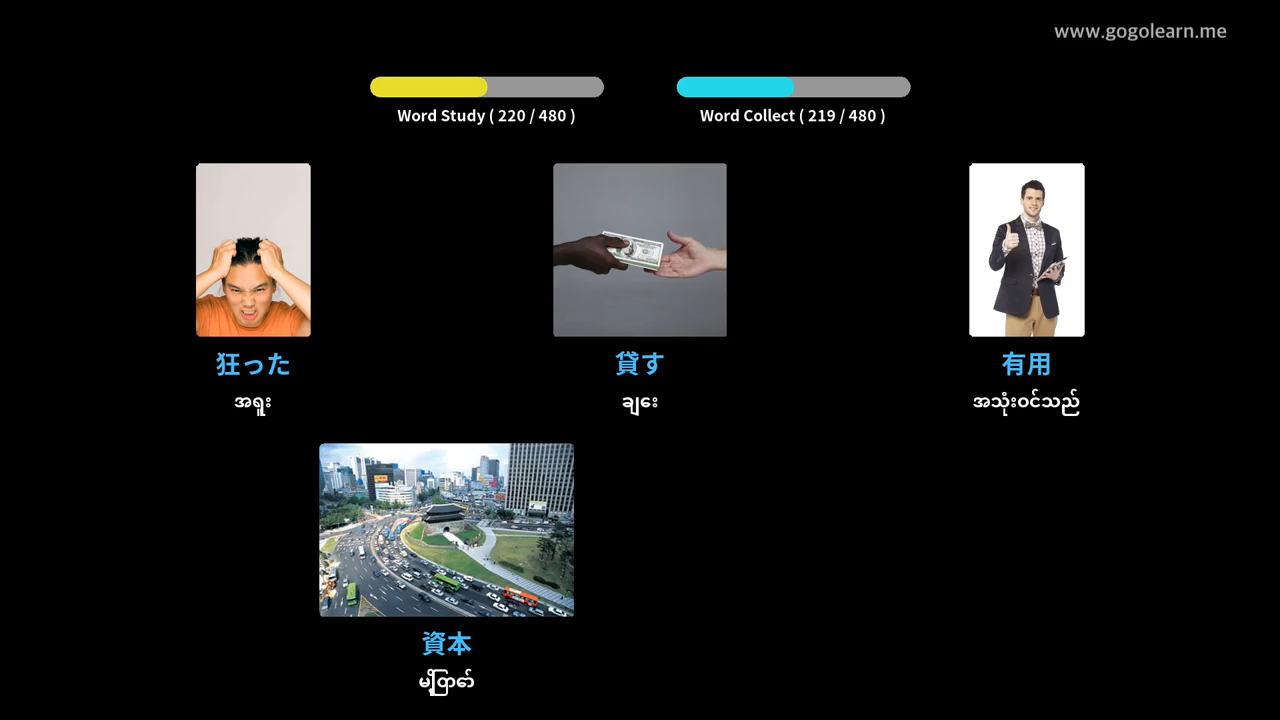 www.gogolearn.me
Word Study ( 220 / 480 )
Word Collect ( 219 / 480 )
狂った
အရူး
貸す
ချေး
有用
အသုံးဝင်သည်
資本
မြို့တော်